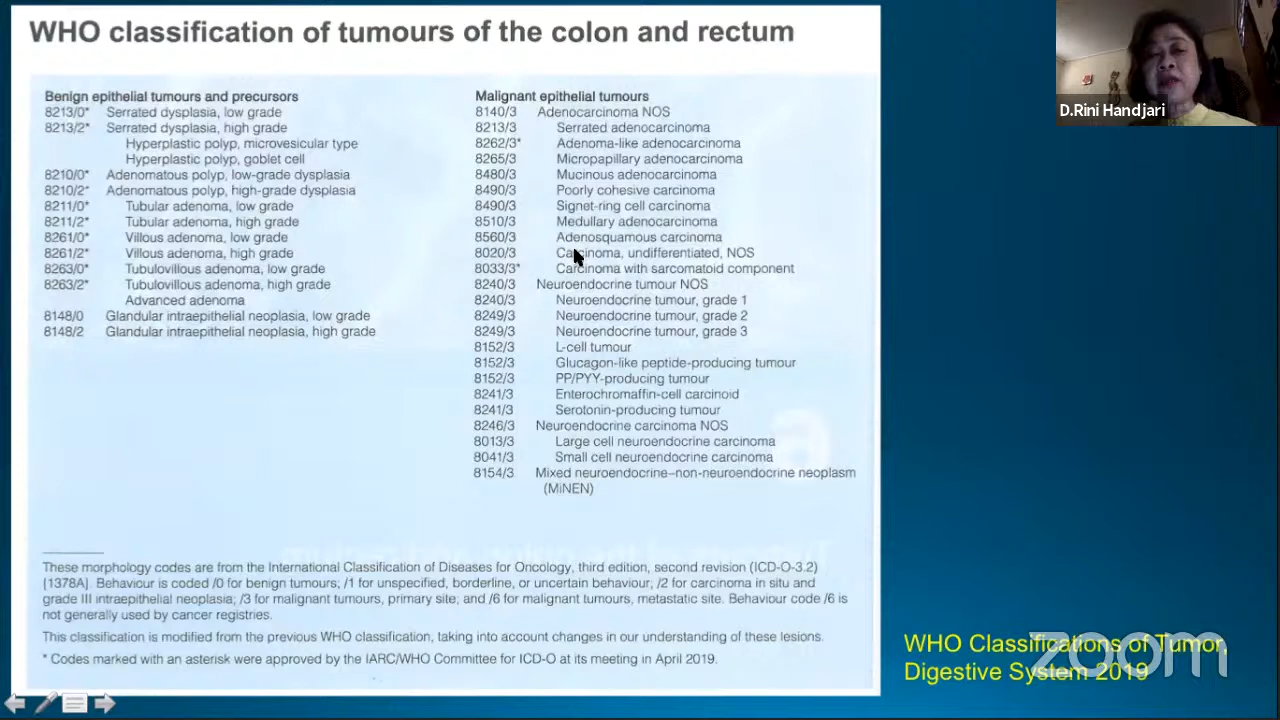 WHO classification of tumours of the colon and rectum
Benign epithelial tumours and precursors
8213/0* Serrated dysplasia, low grade
8213/2* Serrated dysplasia, high grade
Hyperplastic polyp, microvesicular type
Hyperplastic polyp, goblet cell
8210/0* Adenomatous polyp, low-grade dysplasia
8210/2* Adenomatous polyp, high-grade dysplasia
8211/0* Tubular adenoma, low grade
8211/2* Tubular adenoma, high grade
8261/0* Villous adenoma, low grade
8261/2* Villous adenoma, high grade
8263/0* Tubulovillous adenoma, low grade
8263/2* Tubulovillous adenoma, high grade
Advanced adenoma
8148/0 Glandular intraepithelial neoplasia, low grade
8148/2 Glandular intraepithelial neoplasia, high grade
Malignant epithelial tumours
8140/3 Adenocarcinoma NOS
8213/3 Serrated adenocarcinoma
8262/3* Adenoma-like adenocarcinoma
8265/3 Micropapillary adenocarcinoma
8480/3 Mucinous adenocarcinoma
8490/3 Poorly cohesive carcinoma
8490/3 Signet-ring cell carcinoma
8510/3 Medullary adenocarcinoma
8560/3 Adenosquamous carcinoma
8020/3 Carcinoma, undifferentiated, NOS
8033/3* Carcinoma with sarcomatoid component
8240/3 Neuroendocrine tumour NOS
8240/3 Neuroendocrine tumour, grade 1
8249/3 Neuroendocrine tumour, grade 2
8249/3 Neuroendocrine tumour, grade 3
8152/3 L-cell tumour
8152/3 Glucagon-like peptide-producing tumour
8152/3 PP/PYY-producing tumour
8241/3 Enterochromaffin-cell carcinoid
8241/3 Serotonin-producing tumour
8246/3 Neuroendocrine carcinoma NOS
8013/3 Large cell neuroendocrine carcinoma
8041/3 Small cell neuroendocrine carcinoma
8154/3 Mixed neuroendocrine–non-neuroendocrine neoplasm
(MiNEN)
These morphology codes are from the International Classification of Diseases for Oncology, third edition, second revision (ICD-O-3.2)
[1378A]. Behaviour is coded /0 for benign tumours; /1 for unspecified, borderline, or uncertain behaviour; /2 for carcinoma in situ and
grade III intraepithelial neoplasia; /3 for malignant tumours, primary site; and /6 for malignant tumours, metastatic site. Behaviour code /6 is
not generally used by cancer registries.
This classification is modified from the previous WHO classification, taking into account changes in our understanding of these lesions.
* Codes marked with an asterisk were approved by the IARC/WHO Committee for ICD-O at its meeting in April 2019.
D.Rini Handjari
WHO Classifications of Tumor,
Digestive System 2019
zoom